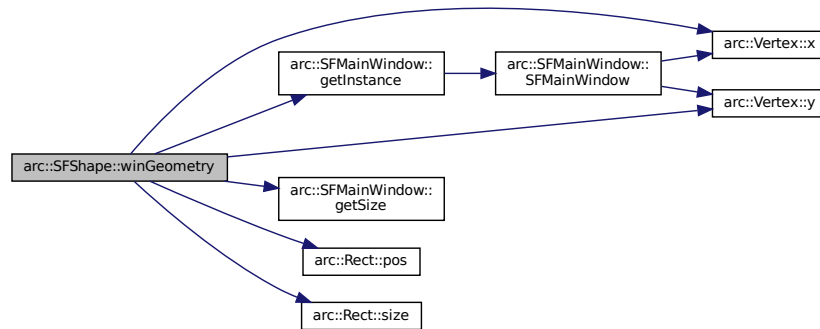 arc::SFShape::winGeometry
arc::SFMainWindow::
getInstance
arc::SFMainWindow::
SFMainWindow
arc::Vertex::x
arc::Vertex::y
arc::SFMainWindow::
getSize
arc::Rect::pos
arc::Rect::size